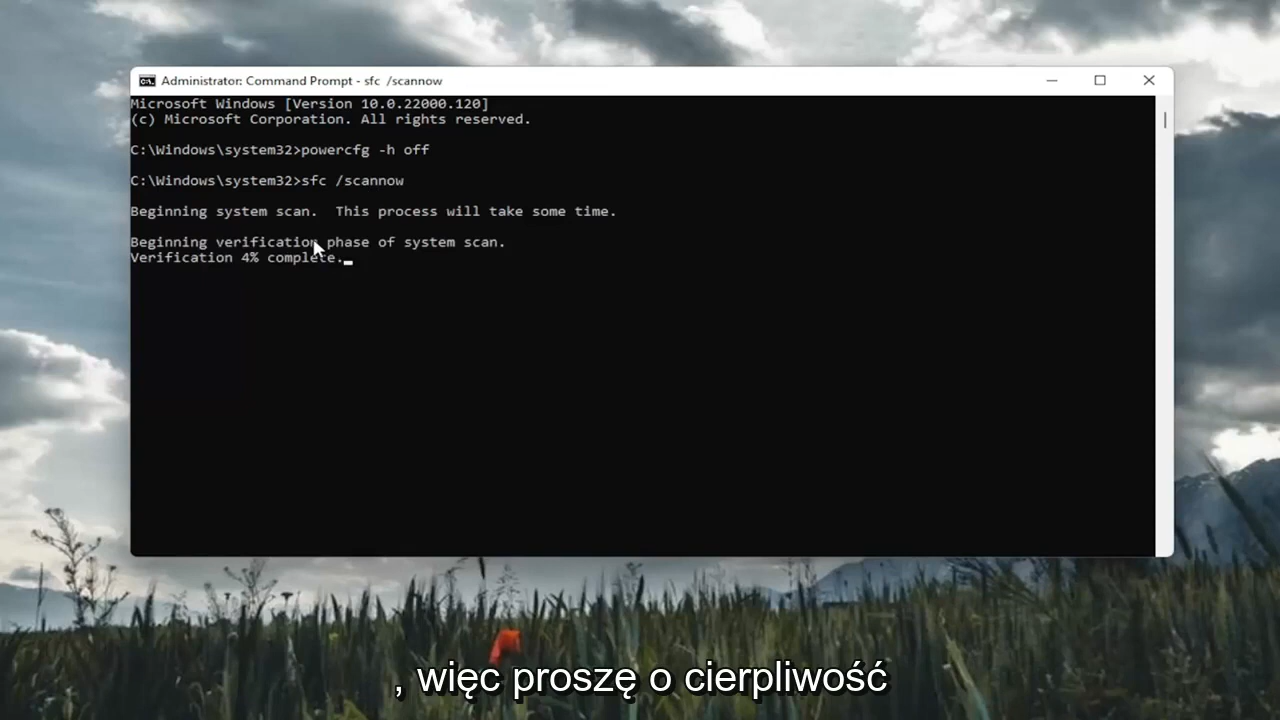 Administrator: Command Prompt - sfc /scannow
Microsoft Windows [Version 10.0.22000.120]
(c) Microsoft Corporation. All rights reserved.
C:\Windows\system32>powercfg -h off
C:\Windows\system32>sfc /scannow
Beginning system scan.  This process will take some time.
Beginning verification phase of system scan.
Verification 4% complete.
, więc proszę o cierpliwość